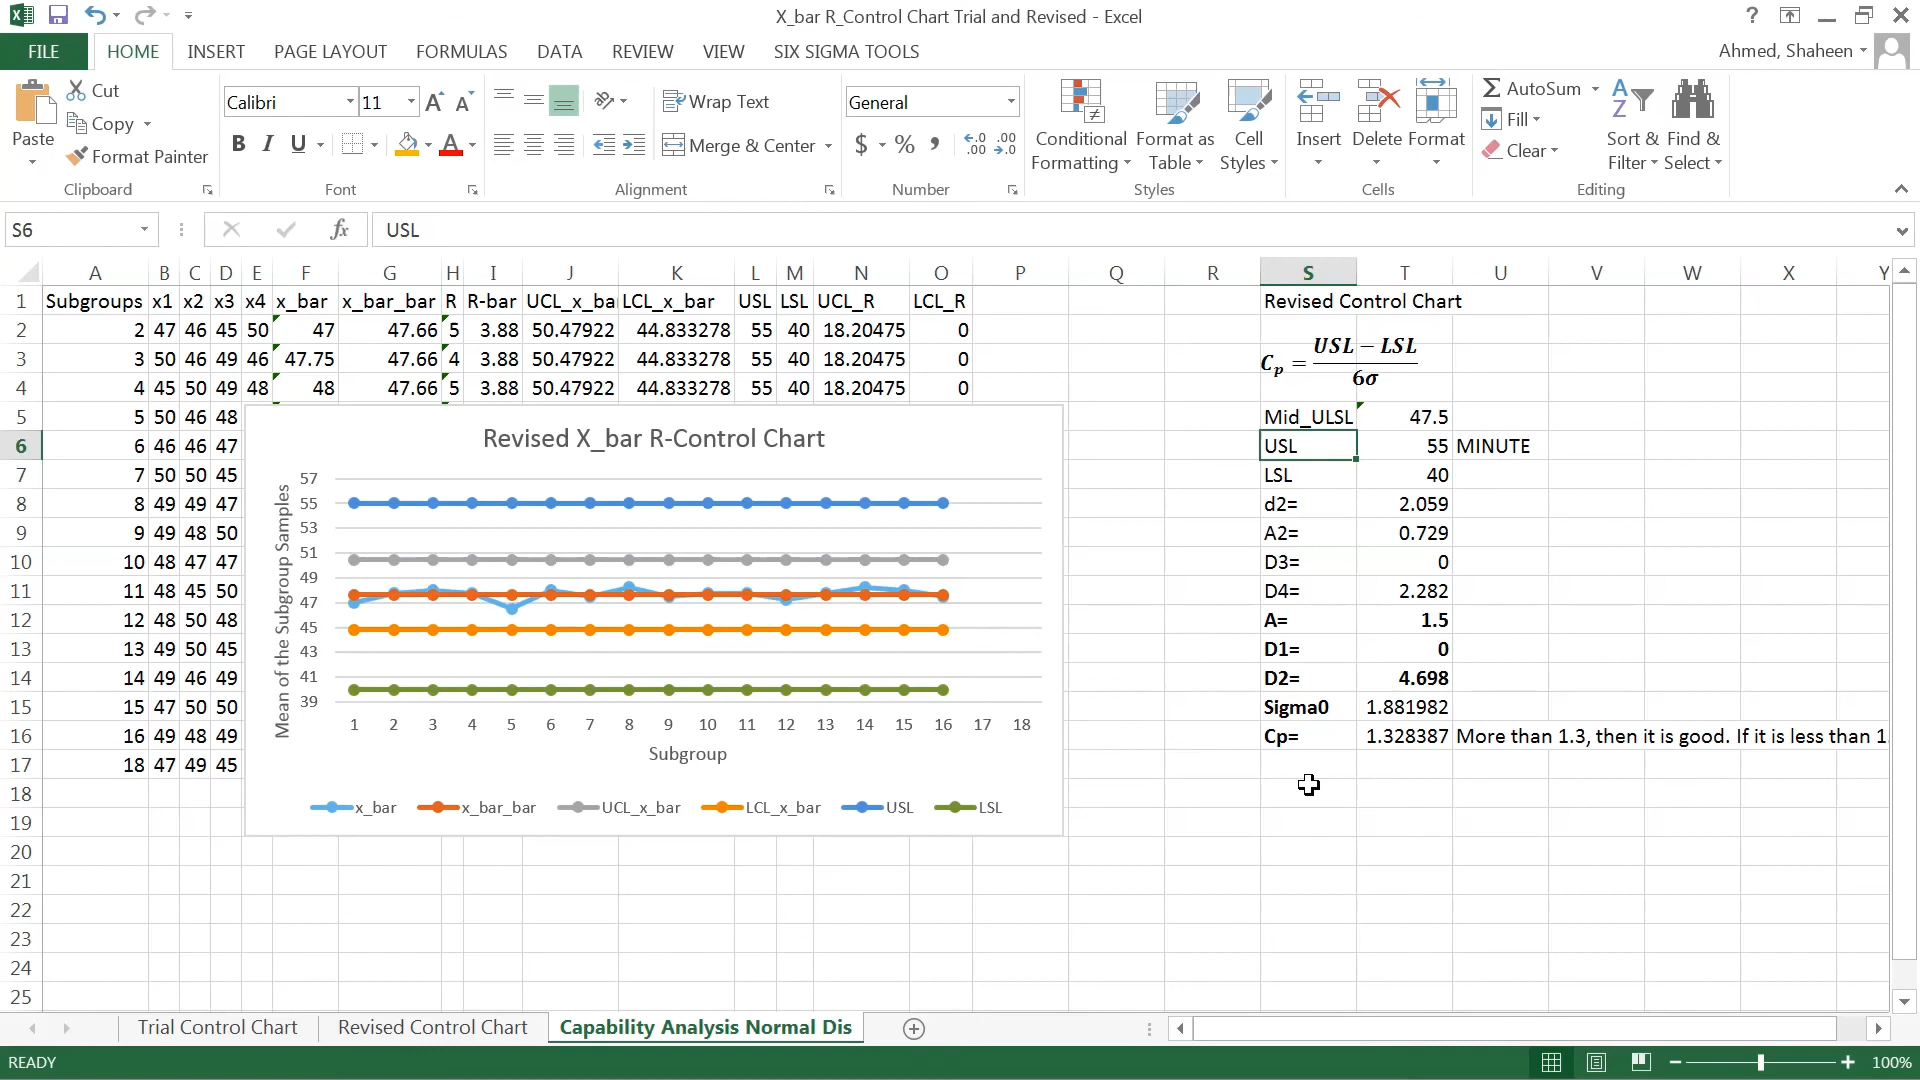 X_bar R_Control Chart Trial and Revised - Excel
?
FILE HOME INSERT PAGE LAYOUT FORMULAS DATA REVIEW VIEW SIX SIGMA TOOLS Ahmed, Shaheen
Paste
Cut
Copy
Format Painter
Clipboard
Calibri 11
B I U
Font
Wrap Text
Merge & Center
Alignment
General
$ % ,
Number
Conditional Formatting
Format as Table
Cell Styles
Styles
Insert Delete Format
Cells
AutoSum
Fill
Clear
Sort & Filter
Find & Select
Editing
S6 fx USL
A B C D E F G H I J K L M N O P Q R S T U V W X Y
1 Subgroups x1 x2 x3 x4 x_bar x_bar_bar R R-bar UCL_x_ba LCL_x_bar USL LSL UCL_R LCL_R Revised Control Chart
2 2 47 46 45 50 47 47.66 5 3.88 50.47922 44.833278 55 40 18.20475 0
3 3 50 46 49 46 47.75 47.66 4 3.88 50.47922 44.833278 55 40 18.20475 0
4 4 45 50 49 48 48 47.66 5 3.88 50.47922 44.833278 55 40 18.20475 0
Cp = USL − LSL / 6σ
5 5 50 46 48 Mid_ULSL 47.5
6 6 46 46 47 USL 55 MINUTE
7 7 50 50 45 LSL 40
8 8 49 49 47 d2= 2.059
9 9 49 48 50 A2= 0.729
10 10 48 47 47 D3= 0
11 11 48 45 50 D4= 2.282
12 12 48 50 48 A= 1.5
13 13 49 50 45 D1= 0
14 14 49 46 49 D2= 4.698
15 15 47 50 50 Sigma0 1.881982
16 16 49 48 49 Cp= 1.328387 More than 1.3, then it is good. If it is less than 1.
17 18 47 49 45
18
19
20
21
22
23
24
25
Revised X_bar R-Control Chart
Mean of the Subgroup Samples
57
55
53
51
49
47
45
43
41
39
1 2 3 4 5 6 7 8 9 10 11 12 13 14 15 16 17 18
Subgroup
x_bar x_bar_bar UCL_x_bar LCL_x_bar USL LSL
Trial Control Chart Revised Control Chart Capability Analysis Normal Dis
READY 100%